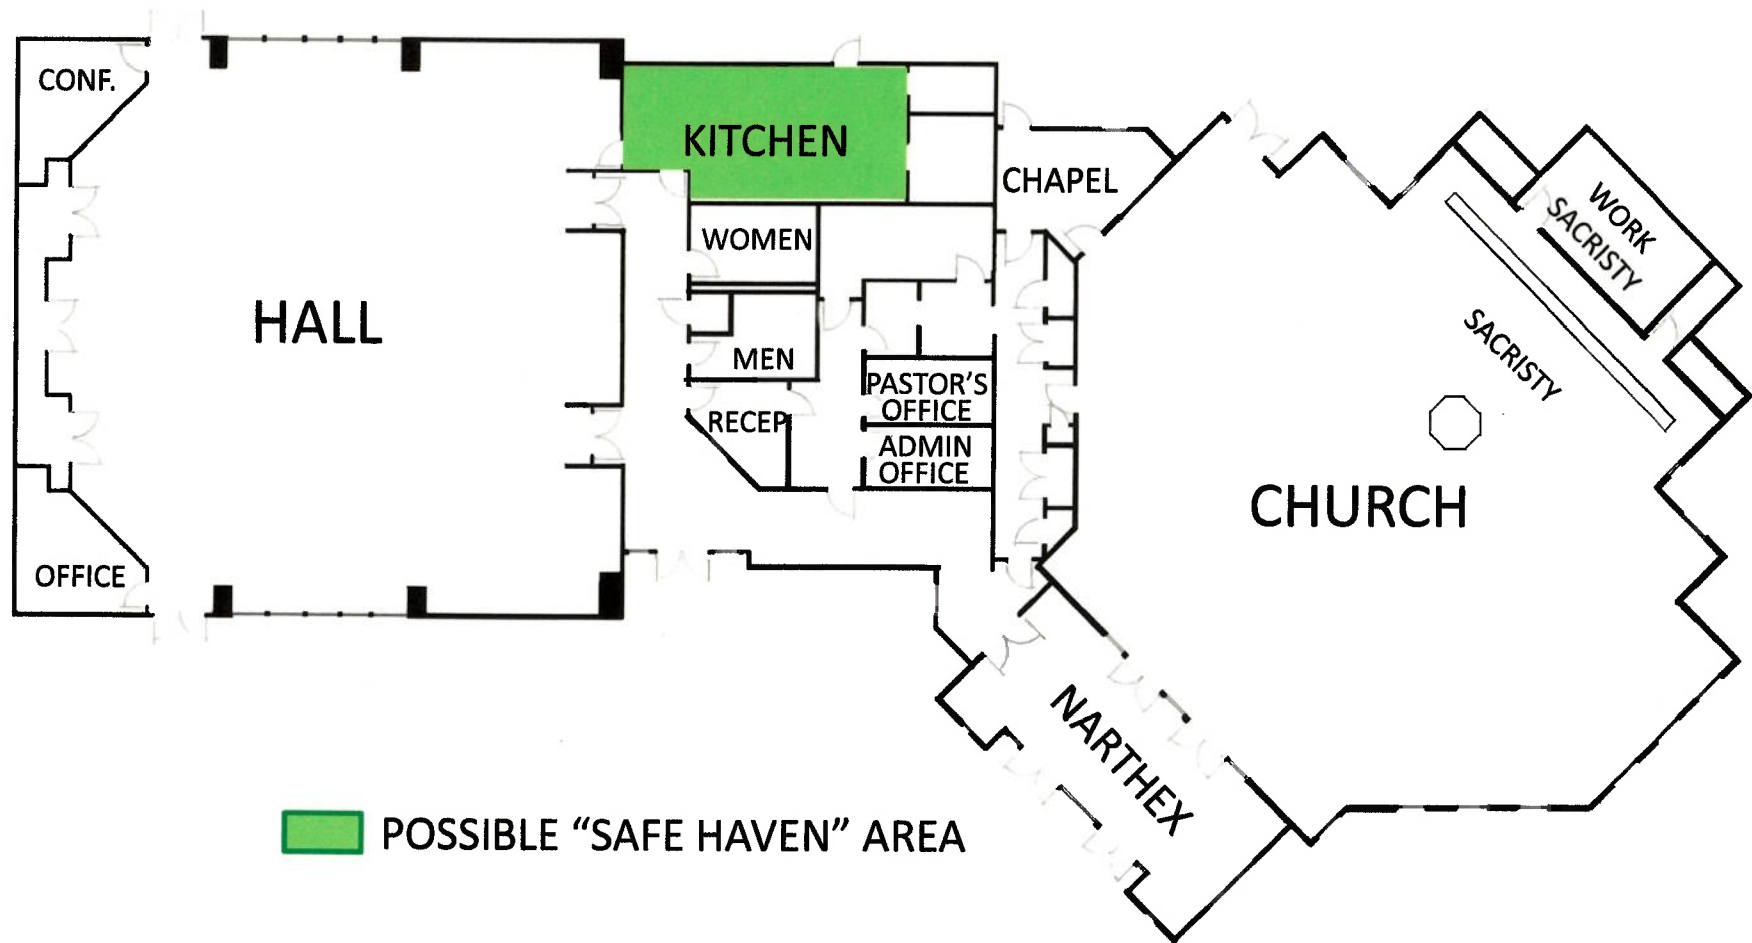 CONF.
KITCHEN
CHAPEL
WORK
SACRISTY
WOMEN
HALL
SACRISTY
MEN
PASTOR'S
OFFICE
RECEP
ADMIN
OFFICE
CHURCH
OFFICE
NARTHEX
POSSIBLE “SAFE HAVEN” AREA